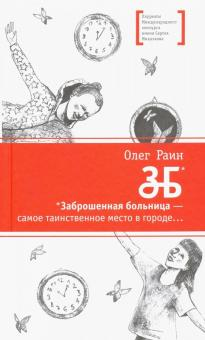 Лауреаты
Международного
конкурса
имени Сергея
Михалкова
Олег Раин
ЗБ*
*Заброшенная больница —
самое таинственное место в городе...